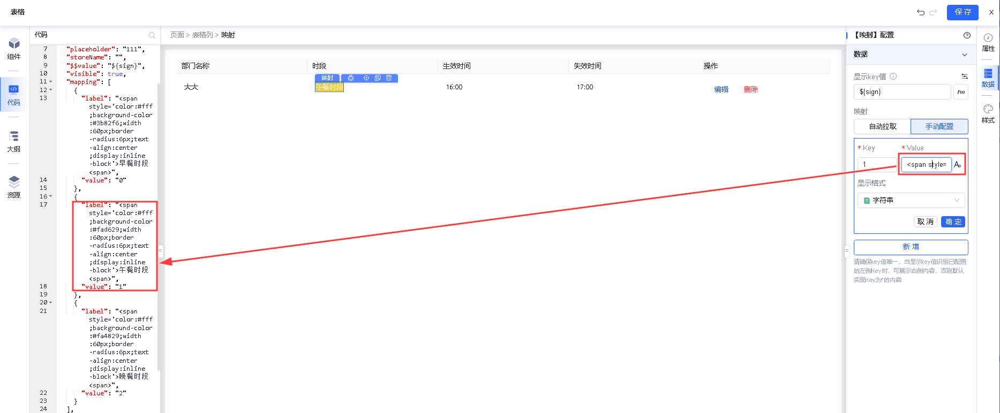 表格
保 存
组件
代码
大纲
资源
代码
7 "placeholder": "111",
8 "storeName": "",
9 "$$value": "${sign}",
10 "visible": true,
11 "mapping": [
12 {
13 "label": "<span
style='color:#fff
;background-color
:#3b82f6;width
:60px;border
-radius:6px;text
-align:center
;display:inline
-block'>早餐时段
<span>",
14 "value": "0"
15 },
16 {
17 "label": "<span
style='color:#fff
;background-color
:#fad629;width
:60px;border
-radius:6px;text
-align:center
;display:inline
-block'>午餐时段
<span>",
18 "value": "1"
19 },
20 {
21 "label": "<span
style='color:#fff
;background-color
:#fa4829;width
:60px;border
-radius:6px;text
-align:center
;display:inline
-block'>晚餐时段
<span>",
22 "value": "2"
23 }
24 ],
页面 > 表格列 > 映射
部门名称 时段 生效时间 失效时间 操作
映射
大大 午餐时段 16:00 17:00 编辑 删除
【映射】配置
数据
显示key值
${sign} f(x)
映射
自动拉取 手动配置
* Key * Value
1 <span style=
显示格式
T 字符串
取 消 确 定
新 增
请确保key值唯一，当显示key值识别已配置
的左侧Key时，可展示右侧内容，否则默认
实现Key为*的内容
属性
数据
样式